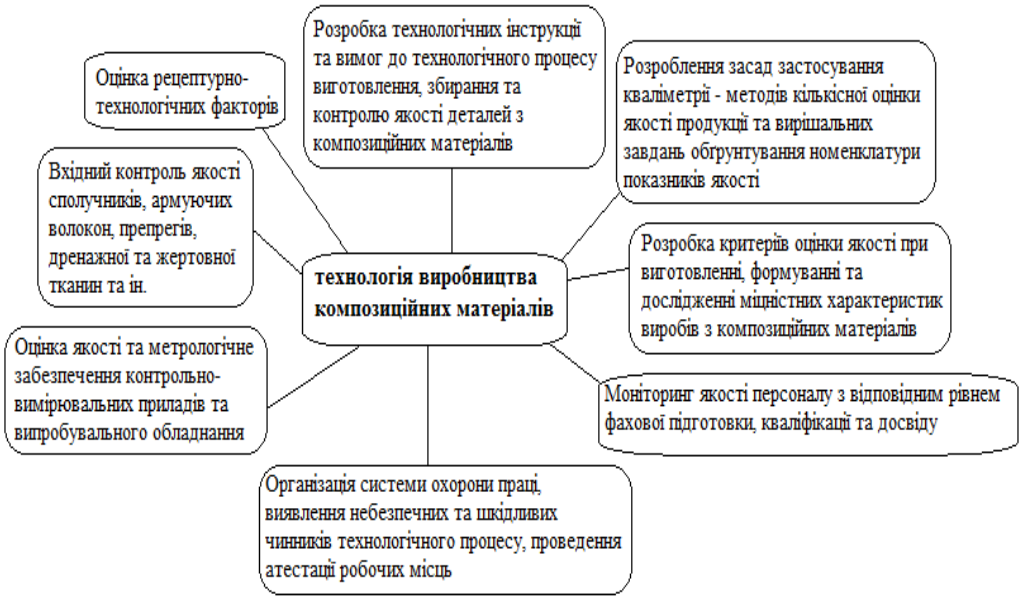 Розробка технологічних інструкції
та вимог до технологічного процесу
виготовлення, збирання та
контролю якості деталей з
композиційних матеріалів
Оцінка рецептурно-
технологічних факторів
Розроблення засад застосування
кваліметрії - методів кількісної оцінки
якості продукції та вирішальних
завдань обґрунтування номенклатури
показників якості
Вхідний контроль якості
сполучників, армуючих
волокон, препрегів,
дренажної та жертовної
тканин та ін.
Розробка критеріїв оцінки якості при
виготовленні, формуванні та
дослідженні міцністних характеристик
виробів з композиційних матеріалів
технологія виробництва
композиційних матеріалів
Оцінка якості та метрологічне
забезпечення контрольно-
вимірювальних приладів та
випробувального обладнання
Моніторинг якості персоналу з відповідним рівнем
фахової підготовки, кваліфікації та досвіду
Організація системи охорони праці,
виявлення небезпечних та шкідливих
чинників технологічного процесу, проведення
атестації робочих місць